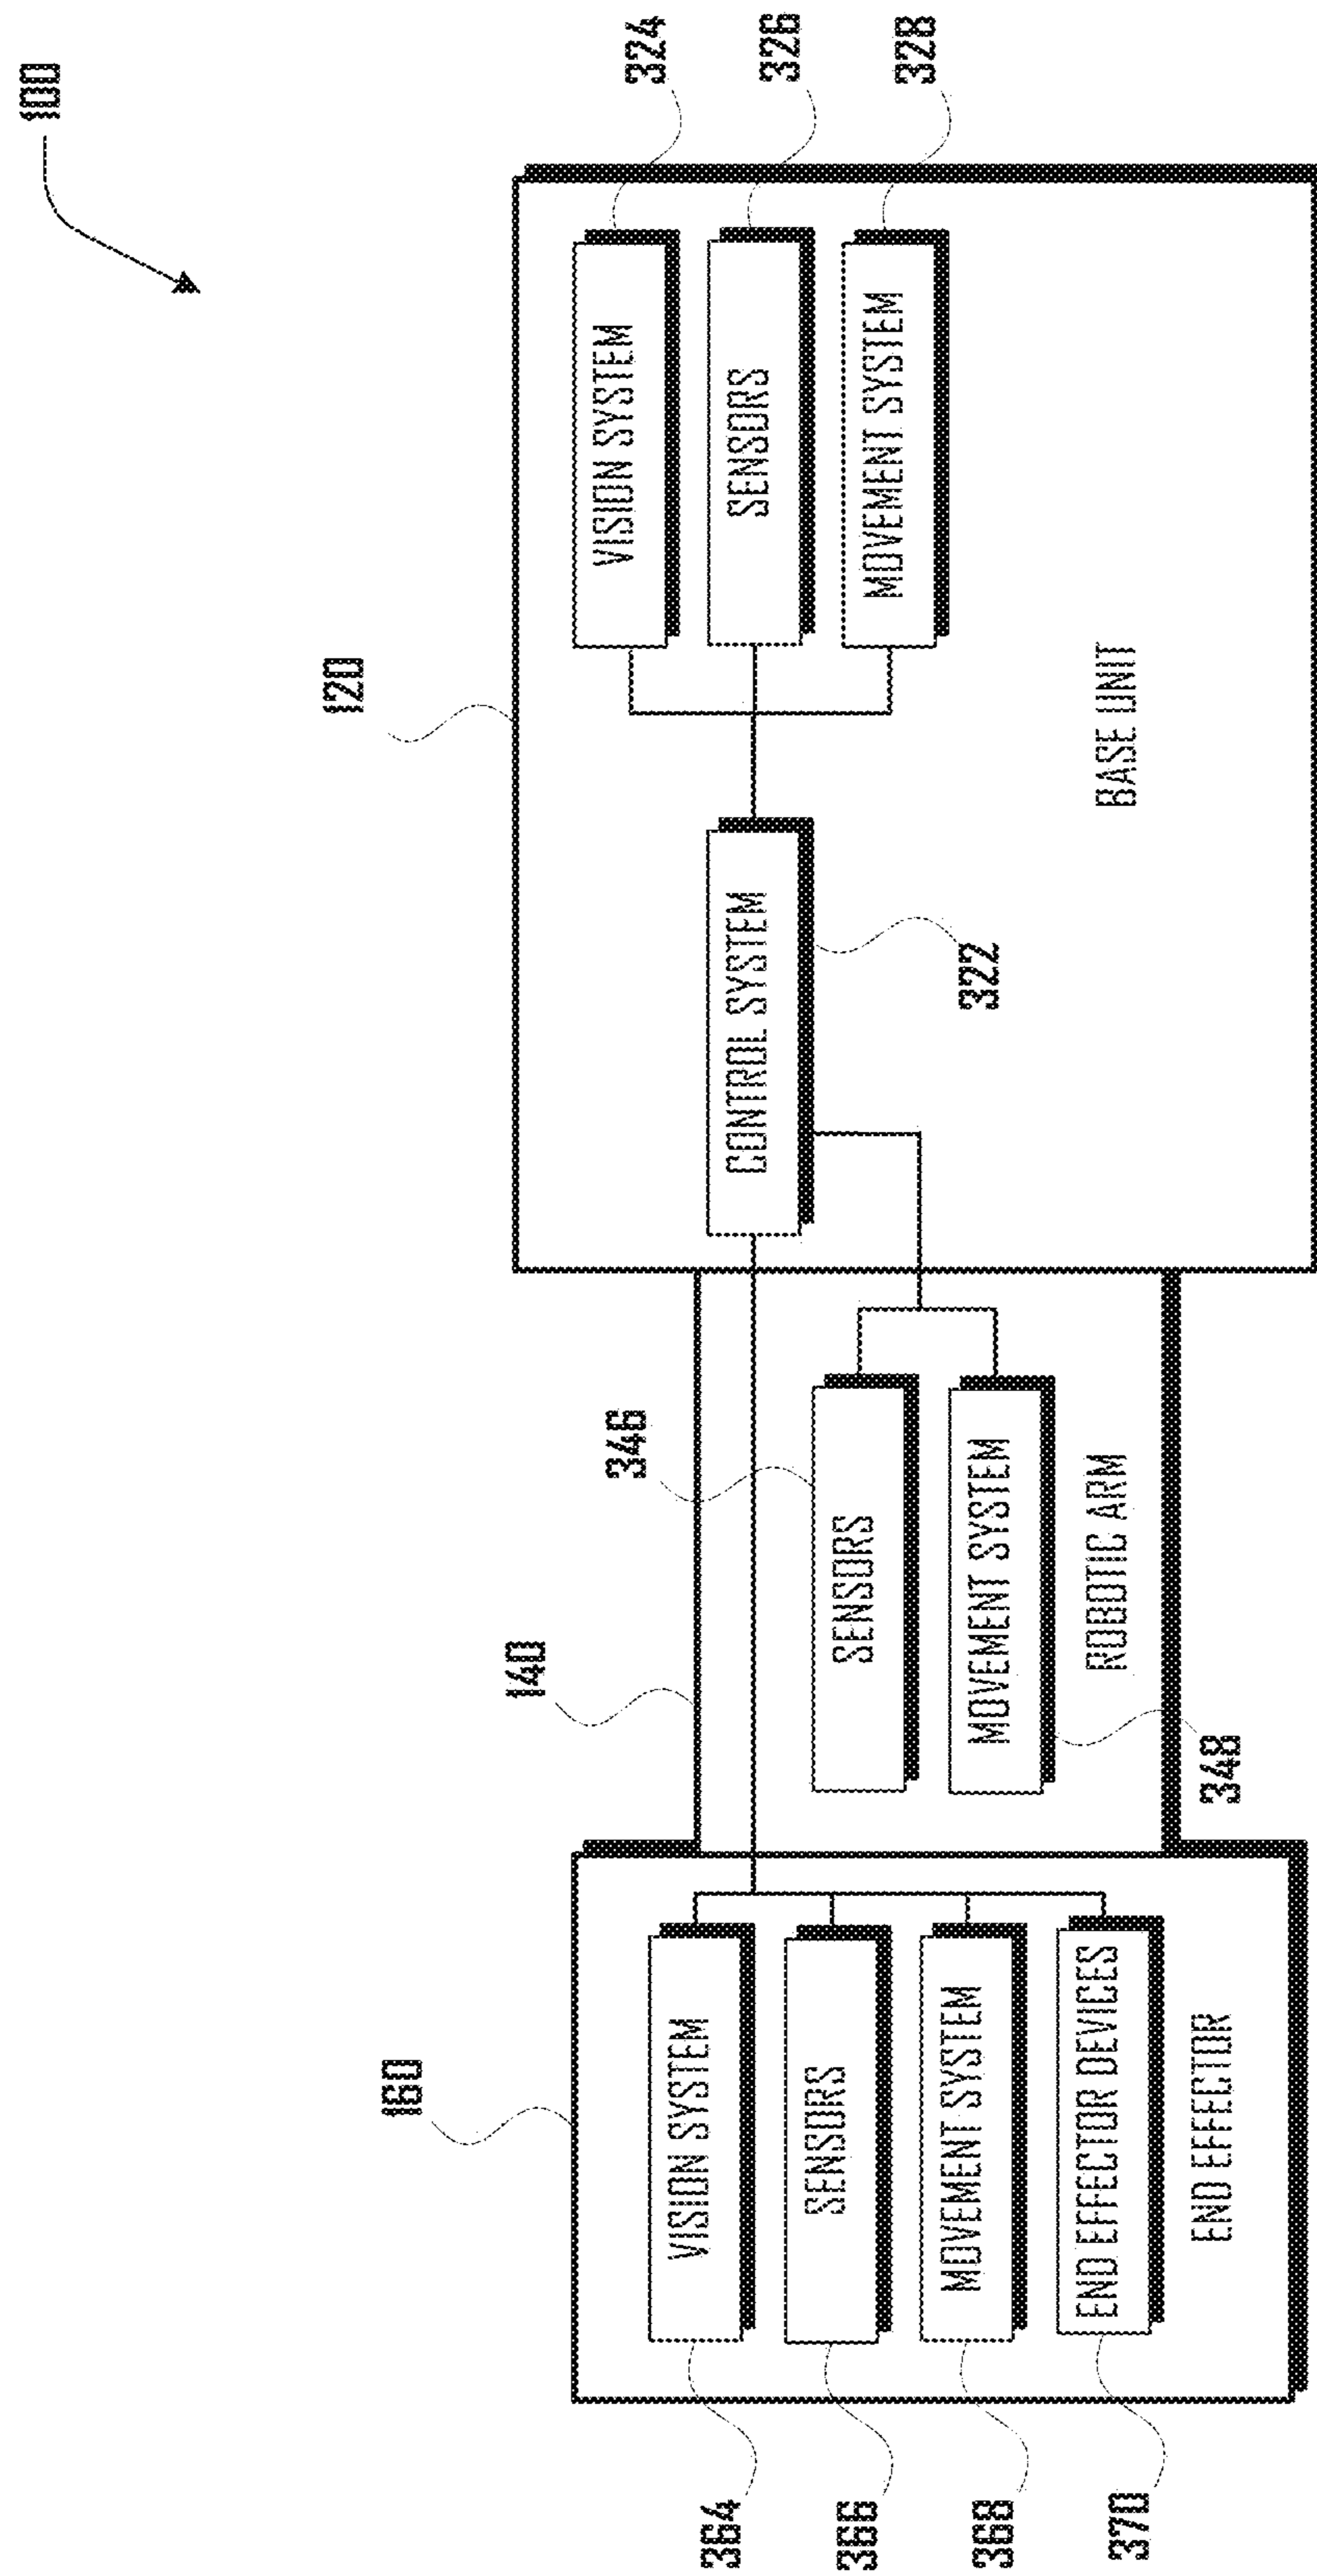 100
120
160
140
VISION SYSTEM
324
346
364
VISION SYSTEM
CONTROL SYSTEM
SENSORS
326
366
SENSORS
SENSORS
MOVEMENT SYSTEM
328
368
MOVEMENT SYSTEM
MOVEMENT SYSTEM
322
370
END EFFECTOR DEVICES
ROBOTIC ARM
BASE UNIT
END EFFECTOR
348